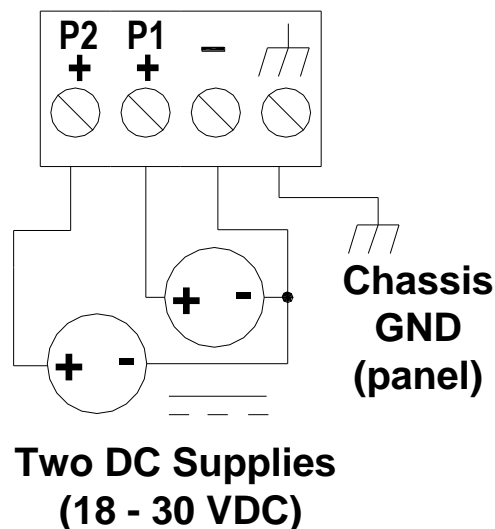 P2 P1
+ + –
+ -
+ -
Chassis
GND
(panel)
Two DC Supplies
(18 - 30 VDC)